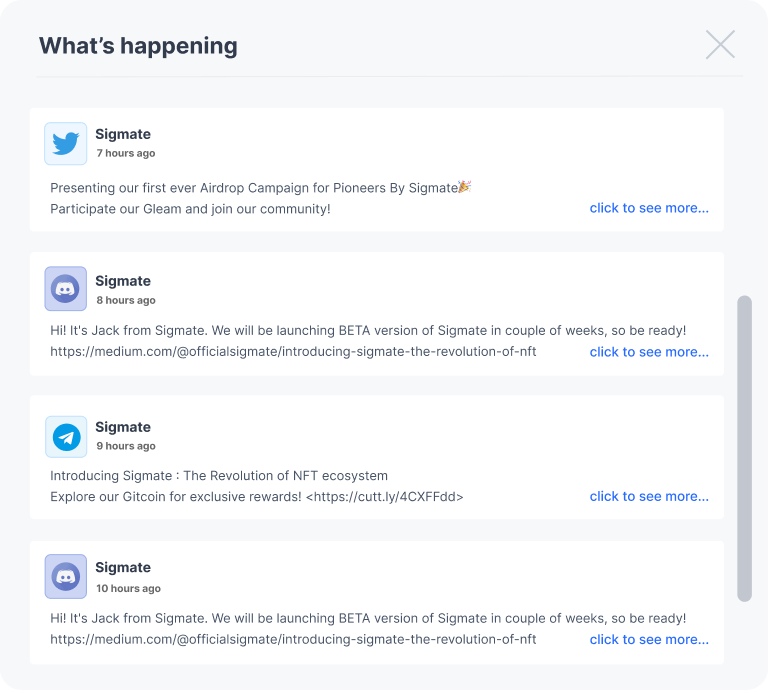 What's happening
Sigmate
7 hours ago
Presenting our first ever Airdrop Campaign for Pioneers By Sigmate🎉
Participate our Gleam and join our community!
click to see more...
Sigmate
8 hours ago
Hi! It's Jack from Sigmate. We will be launching BETA version of Sigmate in couple of weeks, so be ready!
https://medium.com/@officialsigmate/introducing-sigmate-the-revolution-of-nft
click to see more...
Sigmate
9 hours ago
Introducing Sigmate : The Revolution of NFT ecosystem
Explore our Gitcoin for exclusive rewards! <https://cutt.ly/4CXFFdd>
click to see more...
Sigmate
10 hours ago
Hi! It's Jack from Sigmate. We will be launching BETA version of Sigmate in couple of weeks, so be ready!
https://medium.com/@officialsigmate/introducing-sigmate-the-revolution-of-nft
click to see more...